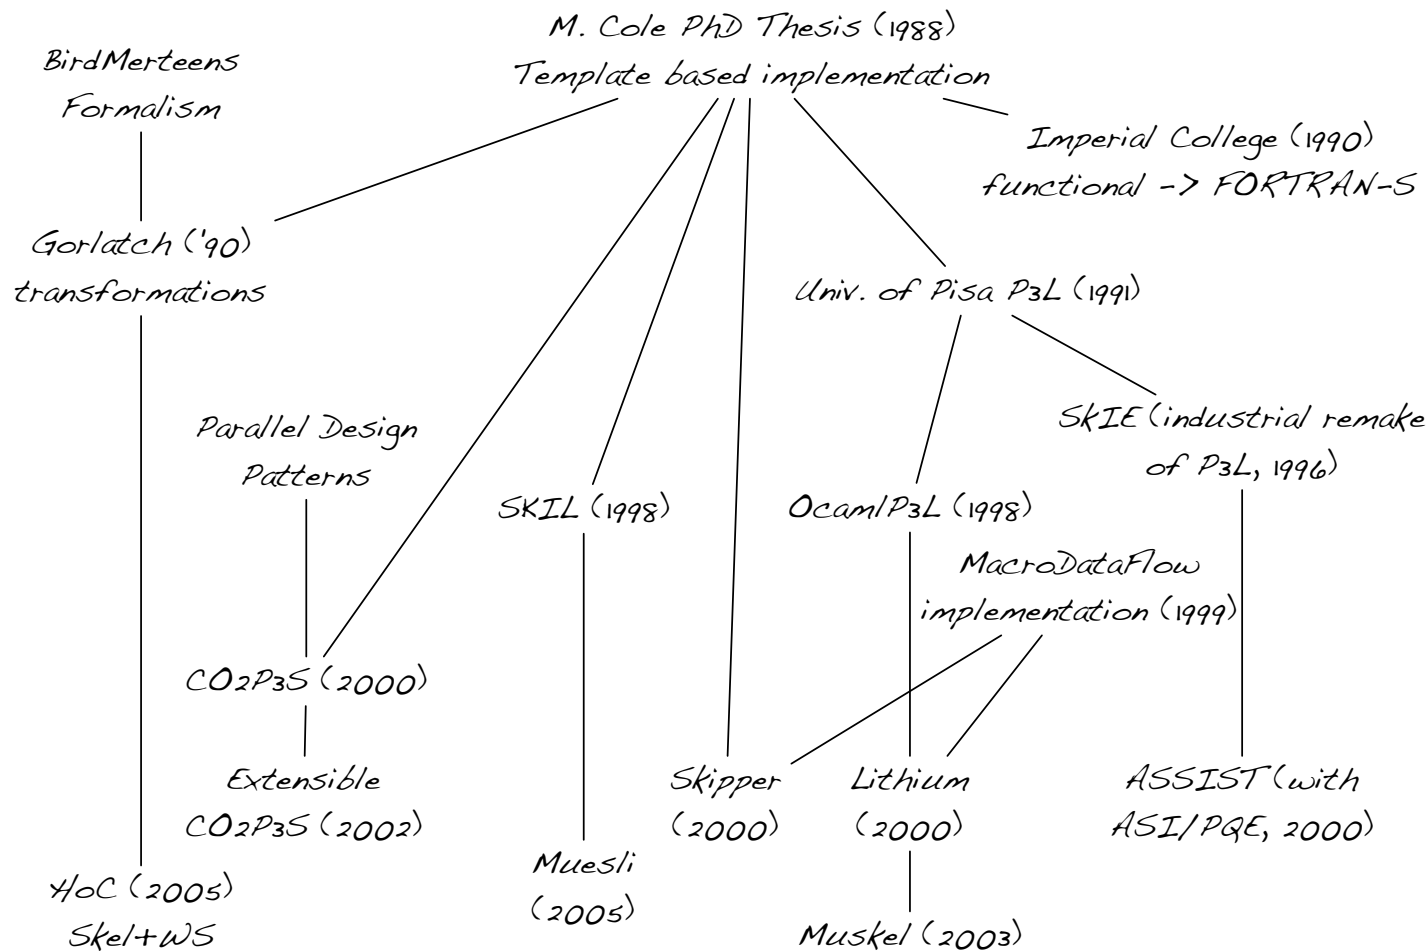 M. Cole PhD Thesis (1988)
Template based implementation
BirdMerteens
Formalism
Imperial College (1990)
functional -> FORTRAN-S
Gorlatch ('90)
transformations
Univ. of Pisa P3L (1991)
Parallel Design
Patterns
SKIE (industrial remake
of P3L, 1996)
SKIL (1998)
OcamlP3L (1998)
MacroDataFlow
implementation (1999)
CO2P3S (2000)
Extensible
CO2P3S (2002)
Skipper
(2000)
Lithium
(2000)
ASSIST (with
ASI/PQE, 2000)
Muesli
(2005)
HoC (2005)
Skel+WS
Muskel (2003)